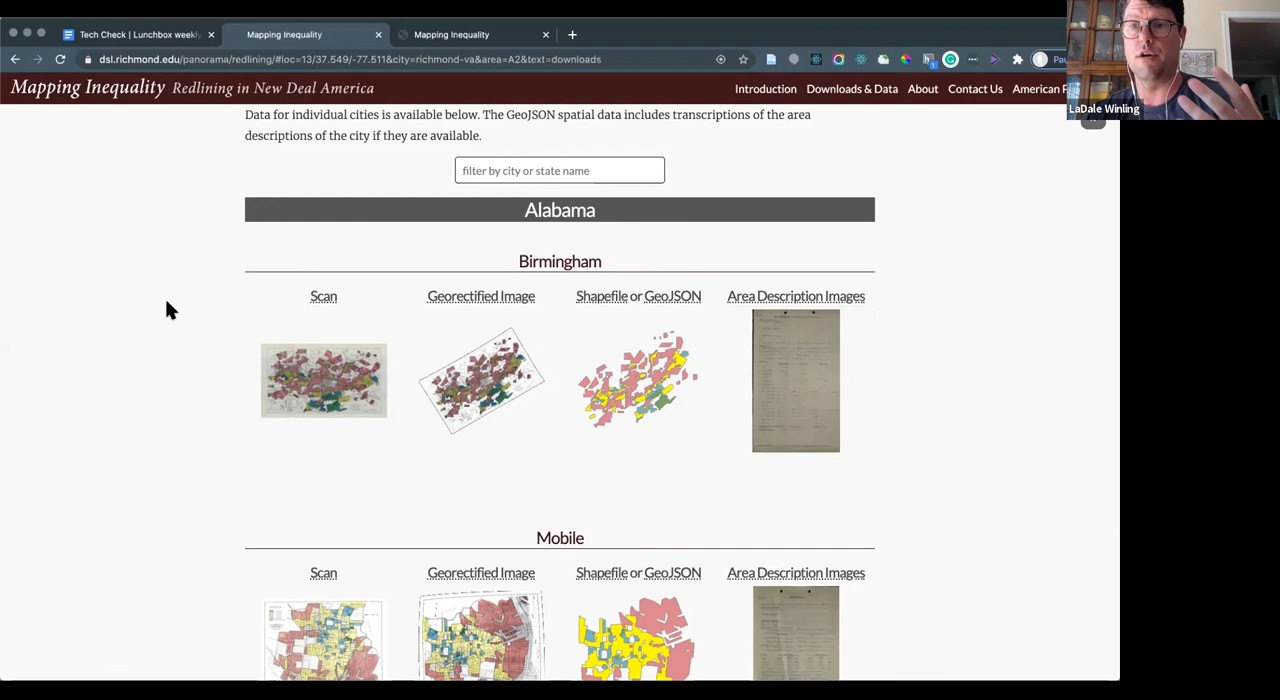 Tech Check | Lunchbox weekly
Mapping Inequality
Mapping Inequality
dsl.richmond.edu/panorama/redlining/#loc=13/37.549/-77.511&city=richmond-va&area=A2&text=downloads
Mapping Inequality Redlining in New Deal America
Introduction Downloads & Data About Contact Us American
LaDale Winling
Data for individual cities is available below. The GeoJSON spatial data includes transcriptions of the area
descriptions of the city if they are available.
filter by city or state name
Alabama
Birmingham
Scan Georectified Image Shapefile or GeoJSON Area Description Images
Mobile
Scan Georectified Image Shapefile or GeoJSON Area Description Images